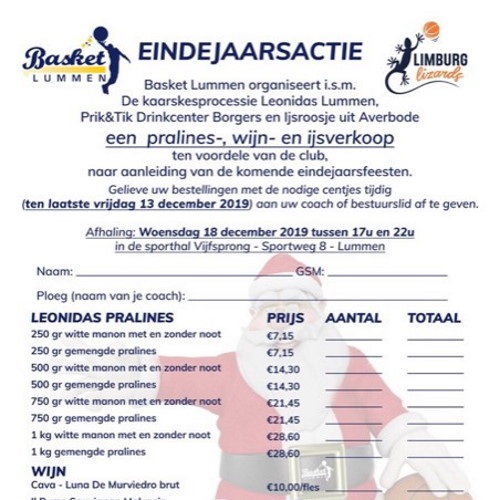 Basket
LUMMEN
EINDEJAARSACTIE
LIMBURG
lizards
Basket Lummen organiseert i.s.m.
De kaarskesprocessie Leonidas Lummen,
Prik&Tik Drinkcenter Borgers en Ijsroosje uit Averbode
een pralines-, wijn- en ijsverkoop
ten voordele van de club,
naar aanleiding van de komende eindejaarsfeesten.
Gelieve uw bestellingen met de nodige centjes tijdig
(ten laatste vrijdag 13 december 2019) aan uw coach of bestuurslid af te geven.
Afhaling: Woensdag 18 december 2019 tussen 17u en 22u
in de sporthal Vijfsprong - Sportweg 8 - Lummen
Naam: GSM:
Ploeg (naam van je coach):
LEONIDAS PRALINES PRIJS AANTAL TOTAAL
250 gr witte manon met en zonder noot €7,15
250 gr gemengde pralines €7,15
500 gr witte manon met en zonder noot €14,30
500 gr gemengde pralines €14,30
750 gr witte manon met en zonder noot €21,45
750 gr gemengde pralines €21,45
1 kg witte manon met en zonder noot €28,60
1 kg gemengde pralines €28,60
WIJN
Basket
Cava - Luna De Murviedro brut €10,00/fles